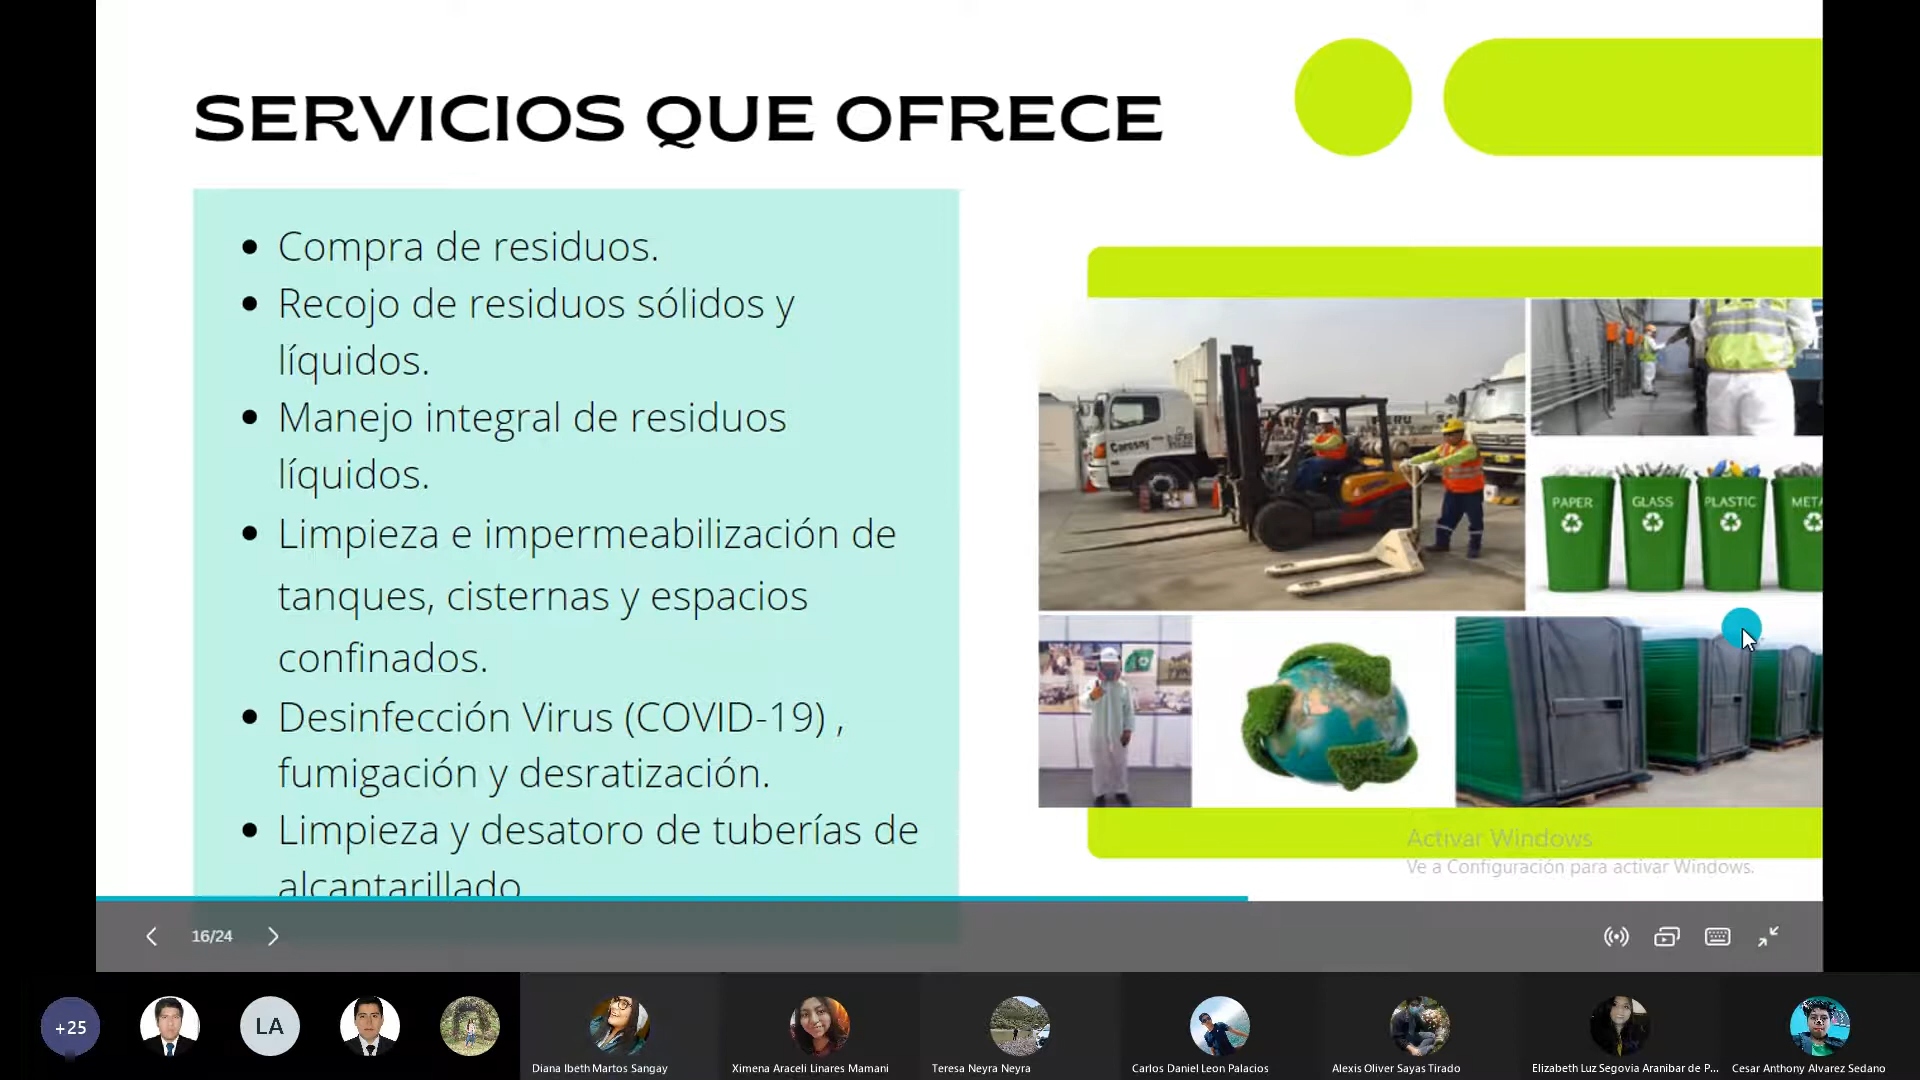 SERVICIOS QUE OFRECE
Compra de residuos.
Recojo de residuos sólidos y
líquidos.
Manejo integral de residuos
líquidos.
Limpieza e impermeabilización de
tanques, cisternas y espacios
confinados.
Desinfección Virus (COVID-19) ,
fumigación y desratización.
Limpieza y desatoro de tuberías de
alcantarillado
PAPER
GLASS
PLASTIC
META
Activar Windows
Ve a Configuración para activar Windows.
16/24
+25
LA
Diana Ibeth Martos Sangay
Ximena Araceli Linares Mamani
Teresa Neyra Neyra
Carlos Daniel Leon Palacios
Alexis Oliver Sayas Tirado
Elizabeth Luz Segovia Aranibar de P...
Cesar Anthony Alvarez Sedano